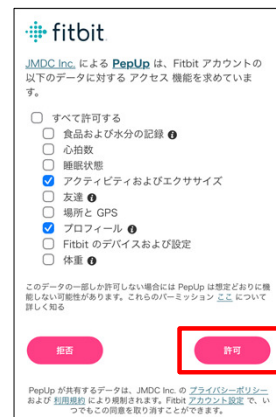 fitbit
JMDC Inc. による PepUp は、Fitbit アカウントの
以下のデータに対する アクセス 機能を求めていま
す。
すべて許可する
食品および水分の記録
心拍数
睡眠状態
アクティビティおよびエクササイズ
友達
場所と GPS
プロフィール
Fitbit のデバイスおよび設定
体重
このデータの一部しか許可しない場合には PepUp は想定どおりに機
能しない可能性があります。これらのパーミッション ここ について
詳しく知る
拒否
許可
PepUp が共有するデータは、JMDC Inc. の プライバシーポリシー
および 利用規約 により規制されます。Fitbit アカウント設定 で、い
つでもこの同意を取り消すことができます。